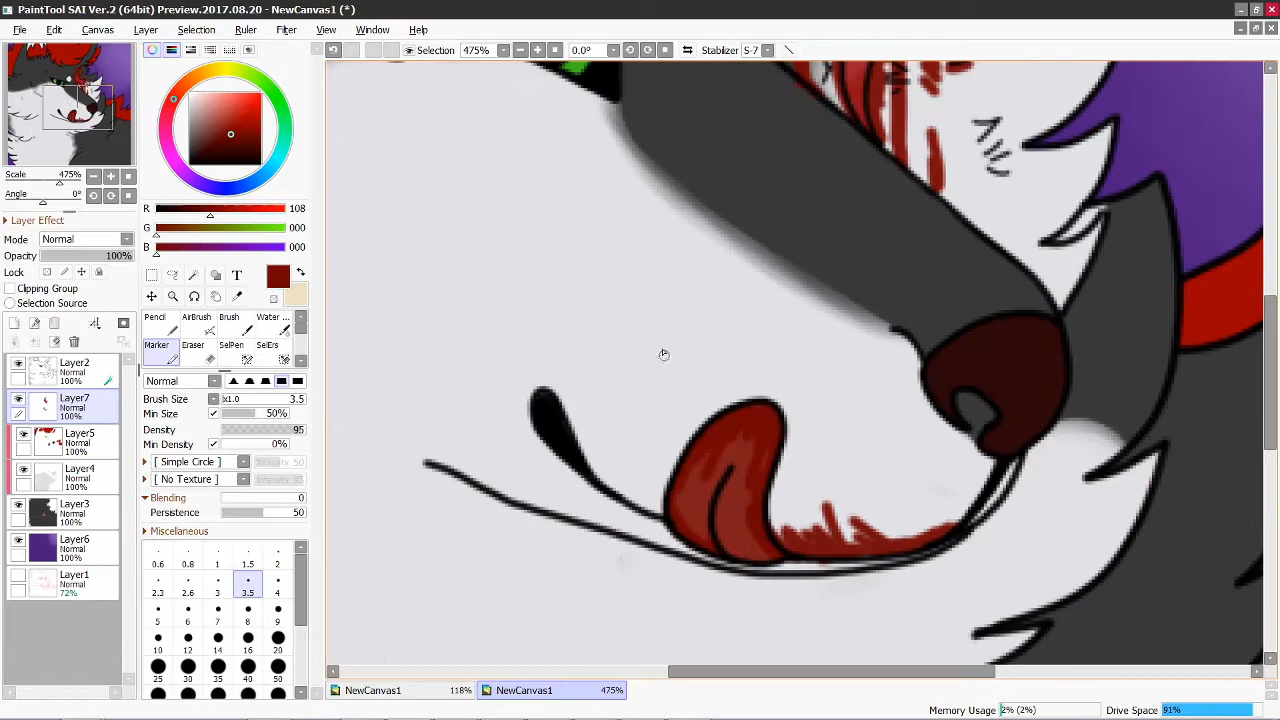 PaintTool SAI Ver.2 (64bit) Preview.2017.08.20 - NewCanvas1 (*)
File Edit Canvas Layer Selection Ruler Filter View Window Help
Selection 475% 0.0° Stabilizer S-7
Scale 475%
Angle 0°
R 108
G 000
B 000
Layer Effect
Mode Normal
Opacity 100%
Lock
Clipping Group
Selection Source
T
Pencil AirBrush Brush Water ...
Marker Eraser SelPen SelErs
Normal
Brush Size x1.0 3.5
Min Size 50%
Density 95
Min Density 0%
[ Simple Circle ] Intensity 50
[ No Texture ] Intensity 95
Blending 0
Persistence 50
Miscellaneous
0.6 0.8 1 1.5 2
2.3 2.6 3 3.5 4
5 6 7 8 9
10 12 14 16 20
25 30 35 40 50
Layer2
Normal
100%
Layer7
Normal
100%
Layer5
Normal
100%
Layer4
Normal
100%
Layer3
Normal
100%
Layer6
Normal
100%
Layer1
Normal
72%
NewCanvas1 118% NewCanvas1 475%
Memory Usage 2% (2%) Drive Space 91%